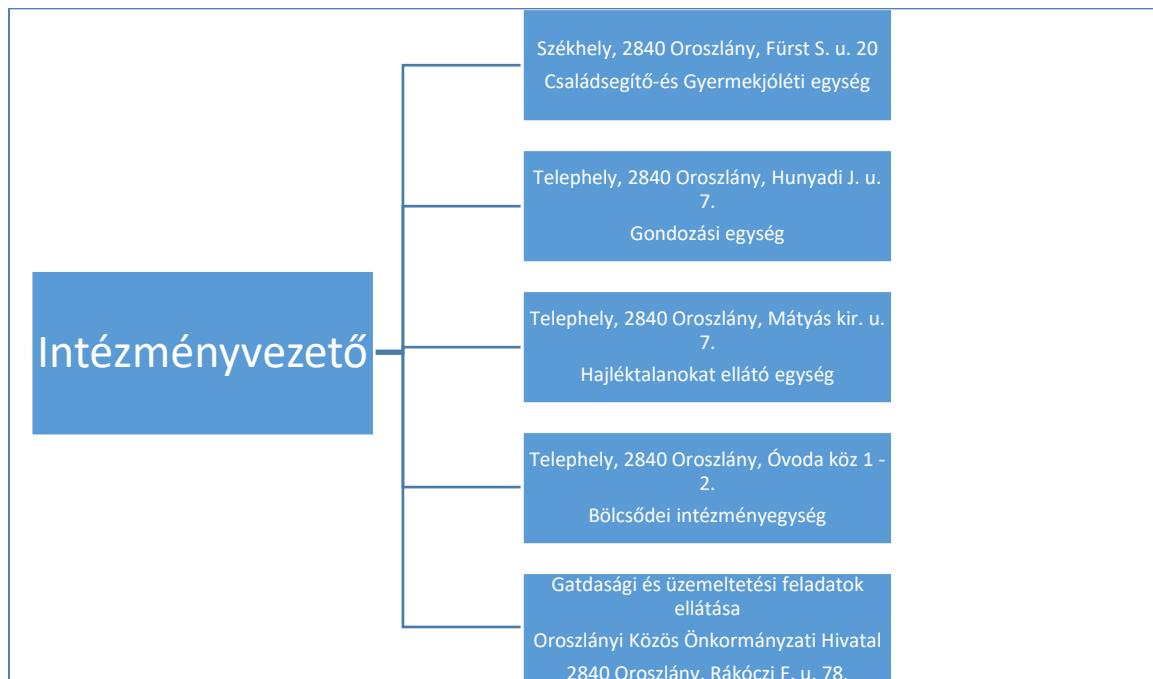 Székhely, 2840 Oroszlány, Fürst S. u. 20
Családsegítő-és Gyermekjóléti egység
Telephely, 2840 Oroszlány, Hunyadi J. u.
7.
Gondozási egység
Intézményvezető
Telephely, 2840 Oroszlány, Mátyás kir. u.
7.
Hajléktalanokat ellátó egység
Telephely, 2840 Oroszlány, Óvoda köz 1 -
2.
Bölcsődei intézményegység
Gatdasági és üzemeltetési feladatok
ellátása
Oroszlányi Közös Önkormányzati Hivatal
2840 Oroszlány, Rákóczi F. u. 78.